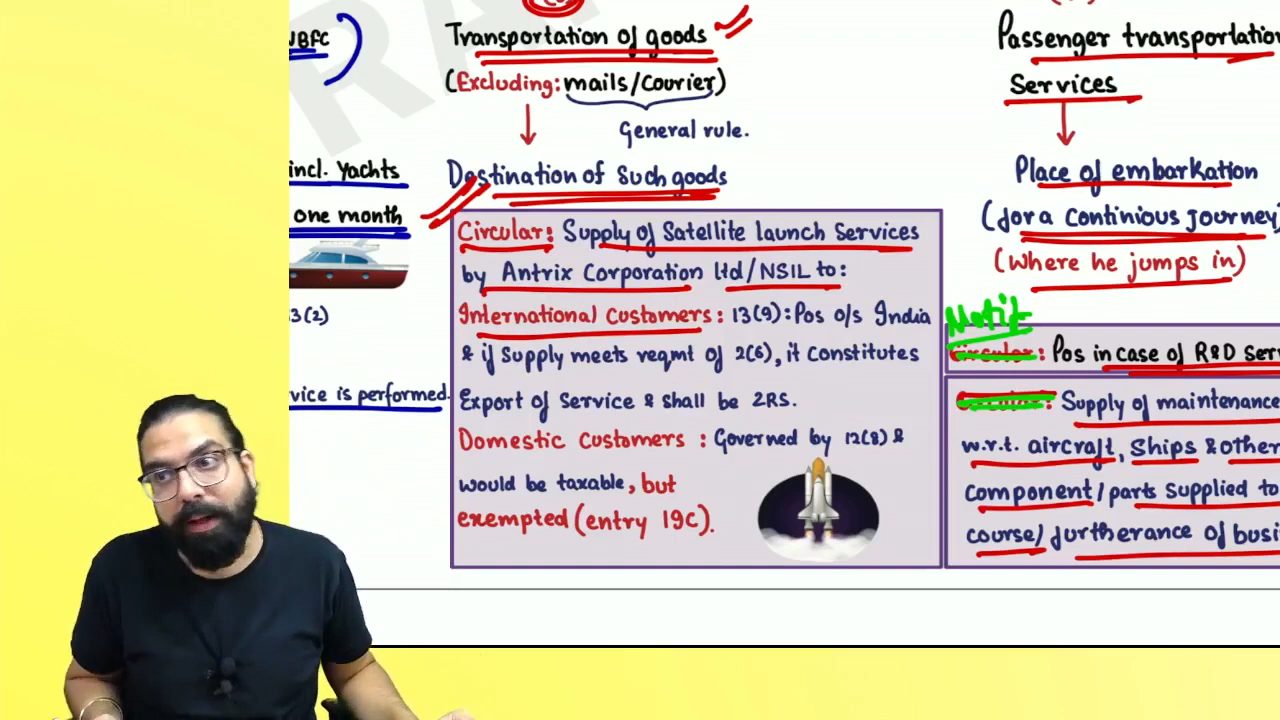 Transportation of goods
(Excluding: mails/Courier)
General rule.
Destination of Such goods
Circular: Supply of Satellite launch Services
by Antrix Corporation Ltd/NSIL to:
International Customers: 13(9): Pos o/s India
& if Supply meets reqmt of 2(6), it Constitutes
Export of Service & shall be ZRS.
Domestic Customers : Governed by 12(8) &
would be taxable, but
exempted (entry 19C).
incl. Yachts
one month
3(2)
vice is performed.
Passenger transportation
Services
Place of embarkation
(for a Continious Journey)
(Where he jumps in)
Notif
Circular: Pos in case of R&D Ser
Supply of maintenance
w.r.t. aircraft, Ships & other
component/parts Supplied to
course/furtherance of busi